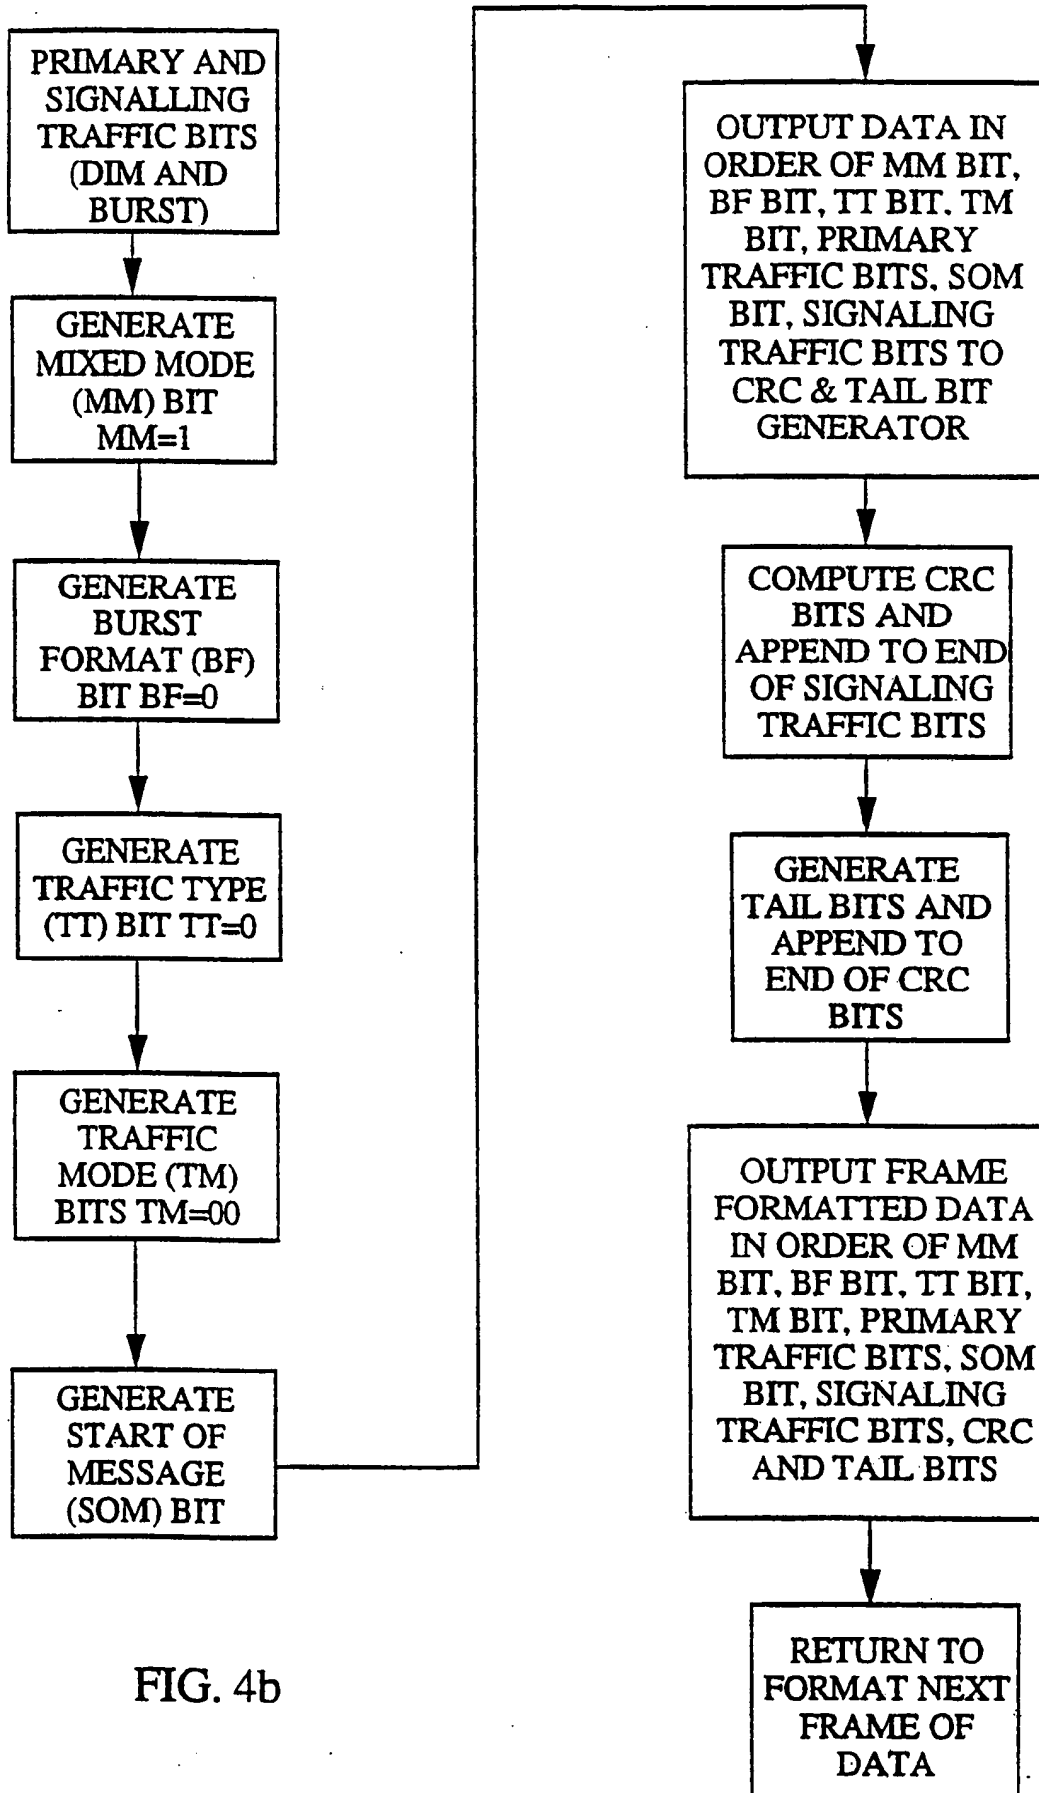 PRIMARY AND
SIGNALLING
TRAFFIC BITS
(DIM AND
BURST)
GENERATE
MIXED MODE
(MM) BIT
MM=1
GENERATE
BURST
FORMAT (BF)
BIT BF=0
GENERATE
TRAFFIC TYPE
(TT) BIT TT=0
GENERATE
TRAFFIC
MODE (TM)
BITS TM=00
GENERATE
START OF
MESSAGE
(SOM) BIT
OUTPUT DATA IN
ORDER OF MM BIT,
BF BIT, TT BIT, TM
BIT, PRIMARY
TRAFFIC BITS, SOM
BIT, SIGNALING
TRAFFIC BITS TO
CRC & TAIL BIT
GENERATOR
COMPUTE CRC
BITS AND
APPEND TO END
OF SIGNALING
TRAFFIC BITS
GENERATE
TAIL BITS AND
APPEND TO
END OF CRC
BITS
OUTPUT FRAME
FORMATTED DATA
IN ORDER OF MM
BIT, BF BIT, TT BIT,
TM BIT, PRIMARY
TRAFFIC BITS, SOM
BIT, SIGNALING
TRAFFIC BITS, CRC
AND TAIL BITS
RETURN TO
FORMAT NEXT
FRAME OF
DATA
FIG. 4b